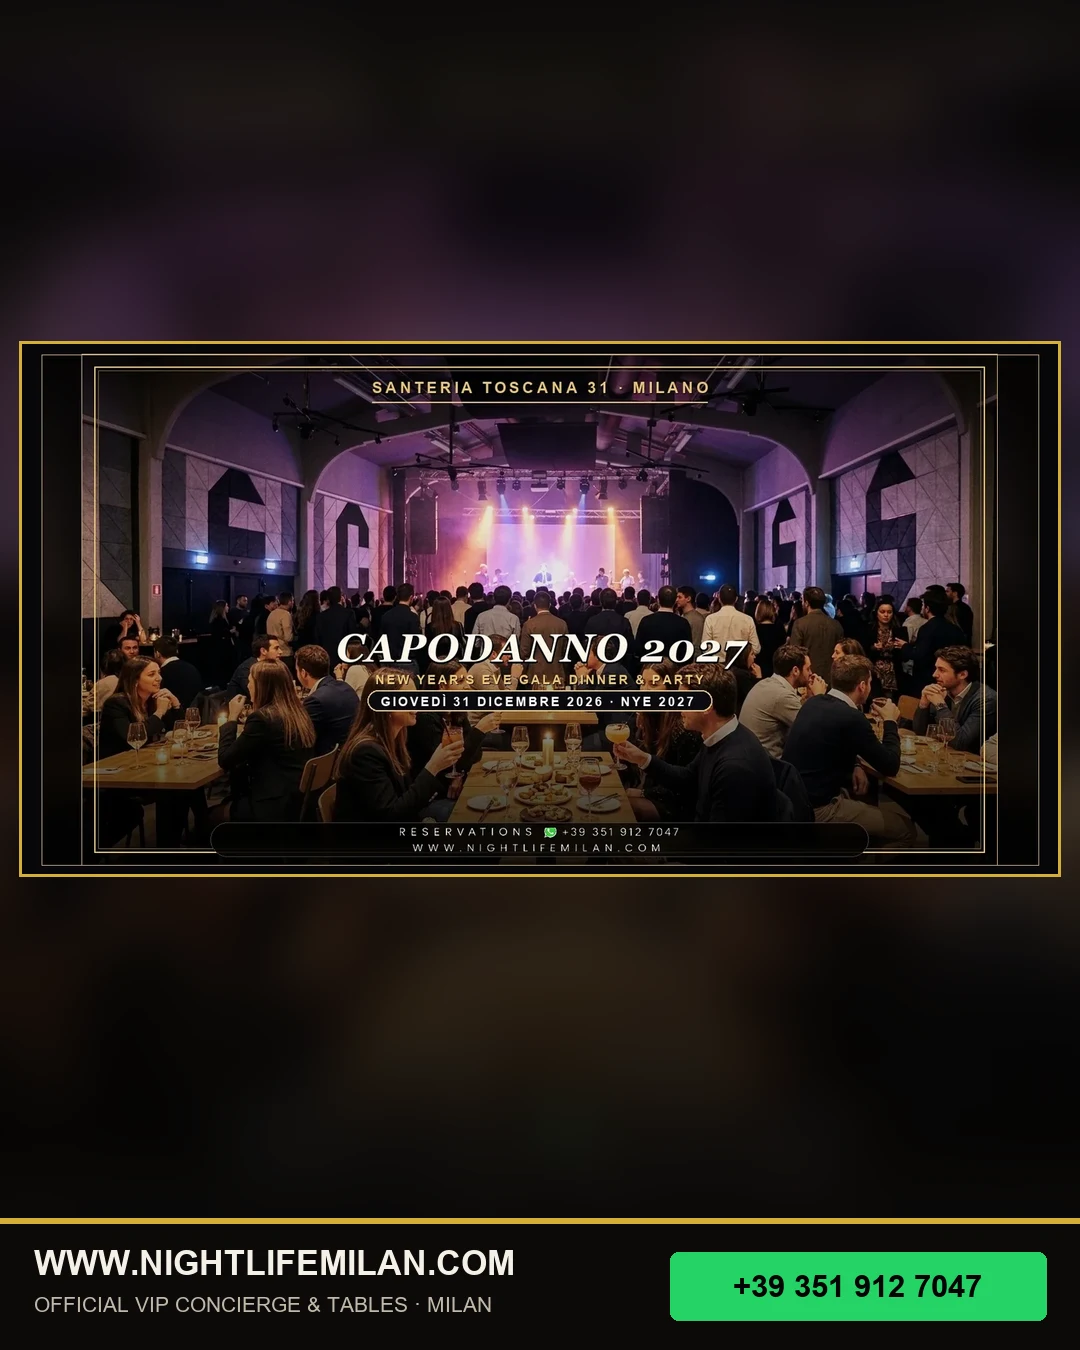 SANTERIA TOSCANA 31 · MILANO
CAPODANNO 2027
NEW YEAR'S EVE GALA DINNER & PARTY
GIOVEDÌ 31 DICEMBRE 2026 · NYE 2027
RESERVATIONS +39 351 912 7047
WWW.NIGHTLIFEMILAN.COM
WWW.NIGHTLIFEMILAN.COM
OFFICIAL VIP CONCIERGE & TABLES · MILAN
+39 351 912 7047